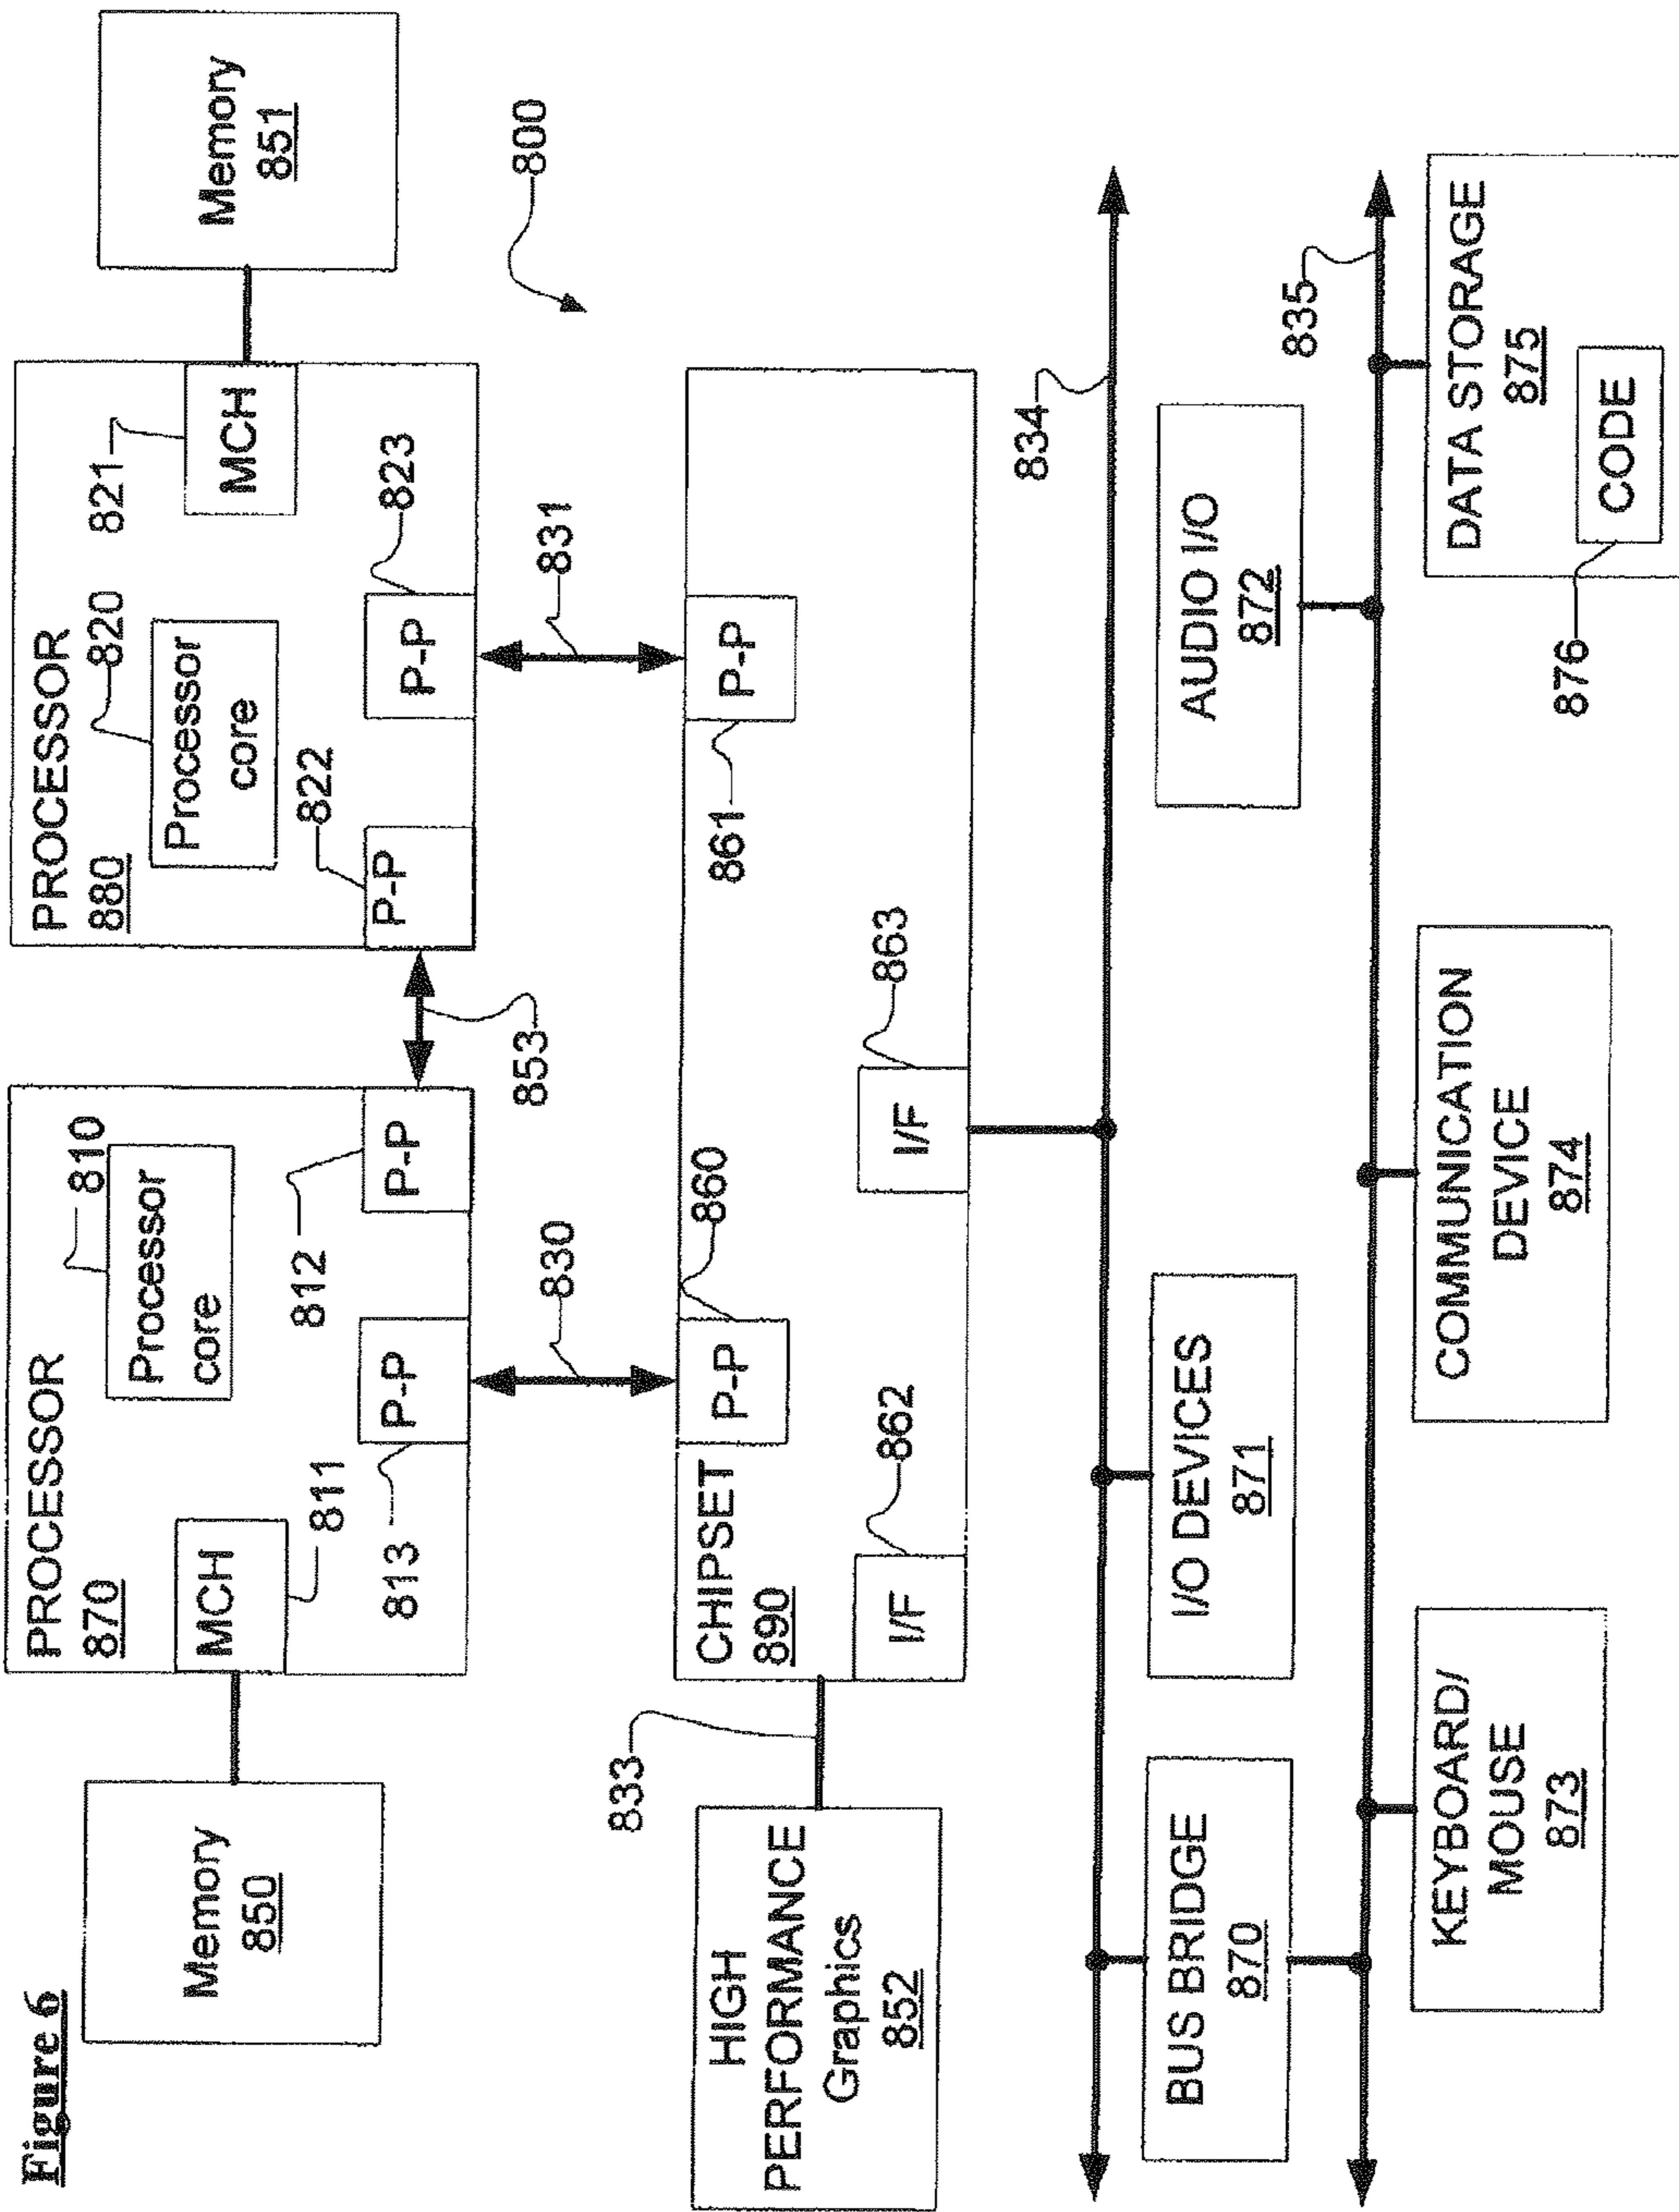 Figure 6
Memory
850
PROCESSOR
870
810
Processor
core
MCH
811
P-P
812
P-P
813
853
PROCESSOR
880
820
Processor
core
821
MCH
822
P-P
P-P
823
Memory
851
800
830
831
HIGH
PERFORMANCE
Graphics
852
833
CHIPSET
890
P-P
860
P-P
861
I/F
862
I/F
863
834
BUS BRIDGE
870
I/O DEVICES
871
AUDIO I/O
872
835
KEYBOARD/
MOUSE
873
COMMUNICATION
DEVICE
874
DATA STORAGE
875
CODE
876